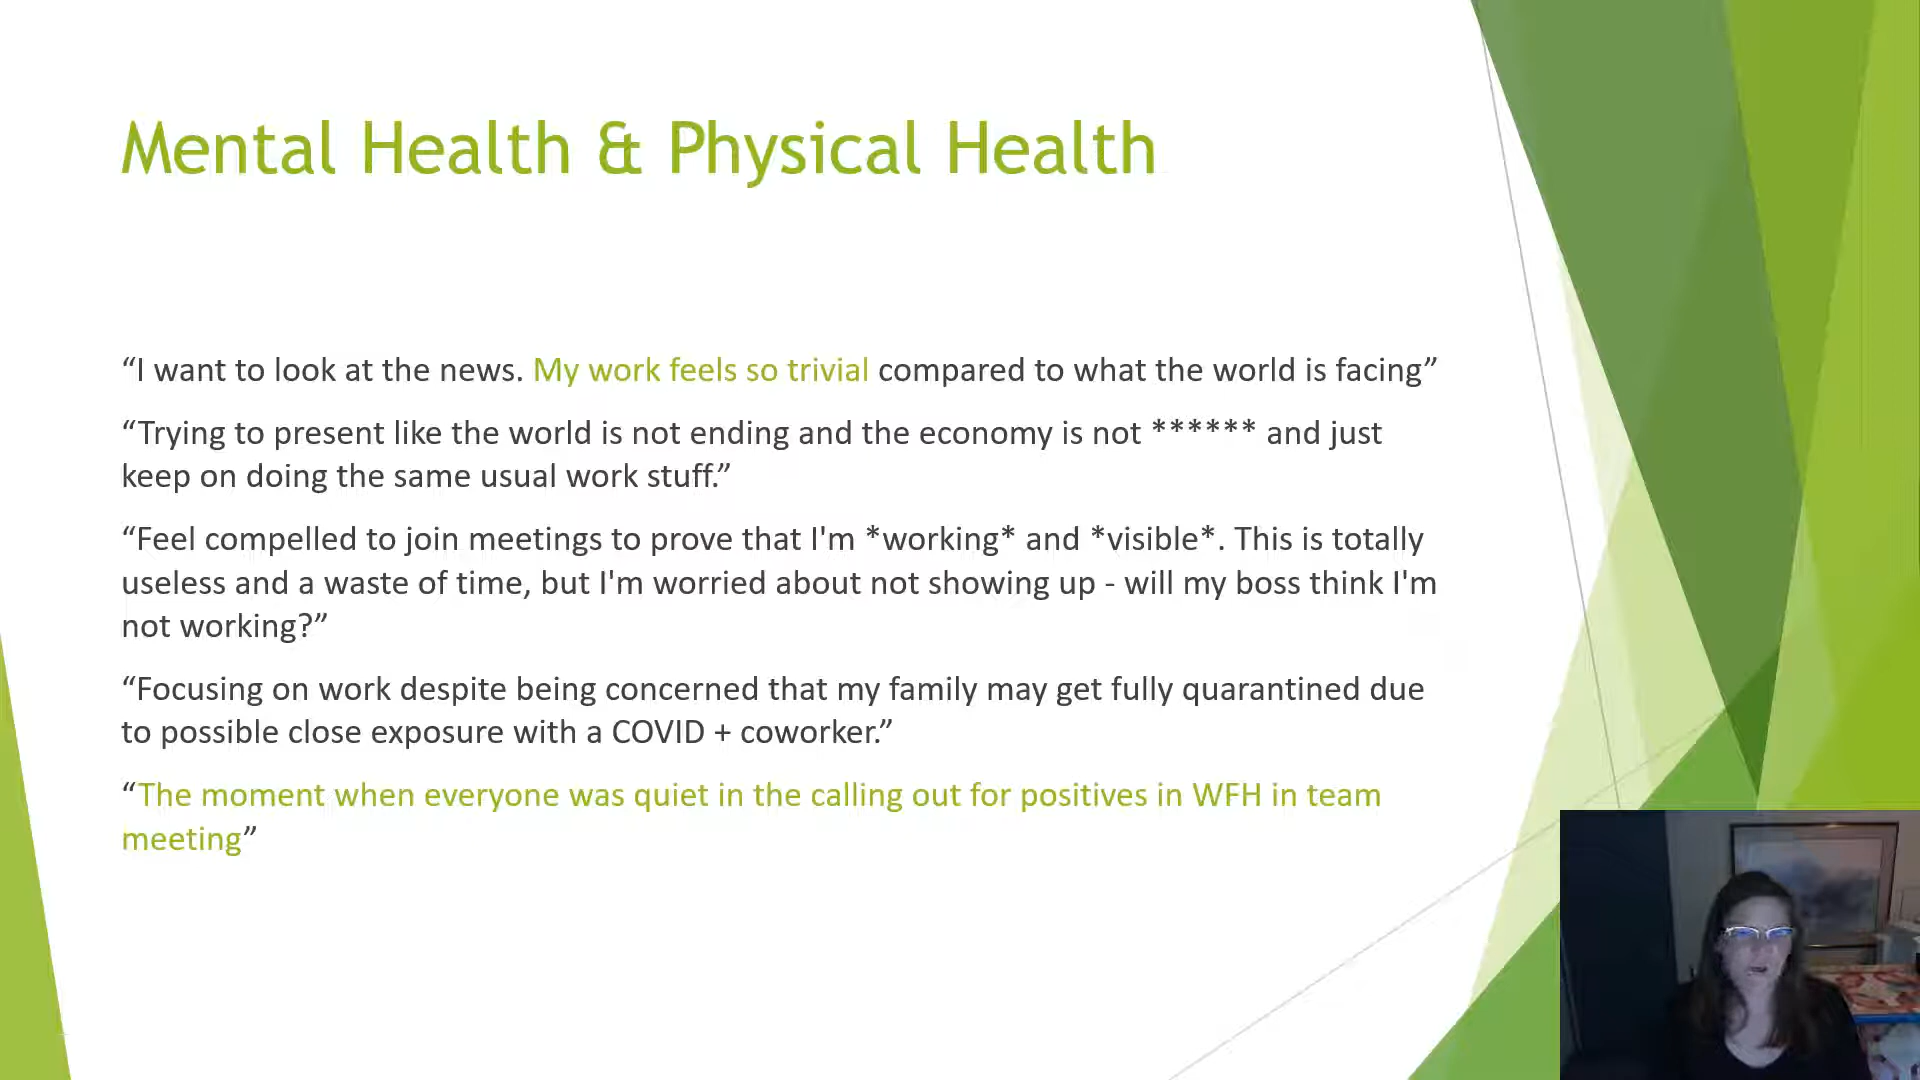 Mental Health & Physical Health
“I want to look at the news. My work feels so trivial compared to what the world is facing”
“Trying to present like the world is not ending and the economy is not ****** and just
keep on doing the same usual work stuff.”
“Feel compelled to join meetings to prove that I'm *working* and *visible*. This is totally
useless and a waste of time, but I'm worried about not showing up - will my boss think I'm
not working?”
“Focusing on work despite being concerned that my family may get fully quarantined due
to possible close exposure with a COVID + coworker.”
“The moment when everyone was quiet in the calling out for positives in WFH in team
meeting”